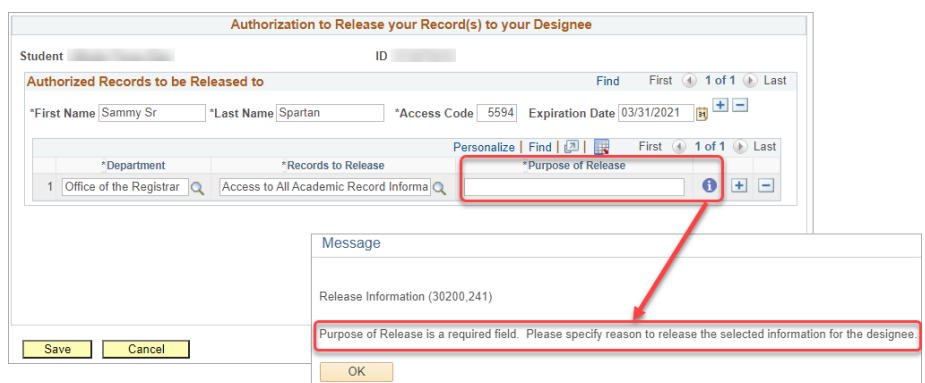 Authorization to Release your Record(s) to your Designee
Student ID
Authorized Records to be Released to Find First 1 of 1 Last
*First Name Sammy Sr *Last Name Spartan *Access Code 5594 Expiration Date 03/31/2021 31 + −
Personalize | Find | | First 1 of 1 Last
*Department *Records to Release *Purpose of Release
1 Office of the Registrar Access to All Academic Record Informa i + −
Message
Release Information (30200,241)
Purpose of Release is a required field. Please specify reason to release the selected information for the designee.
Save Cancel
OK